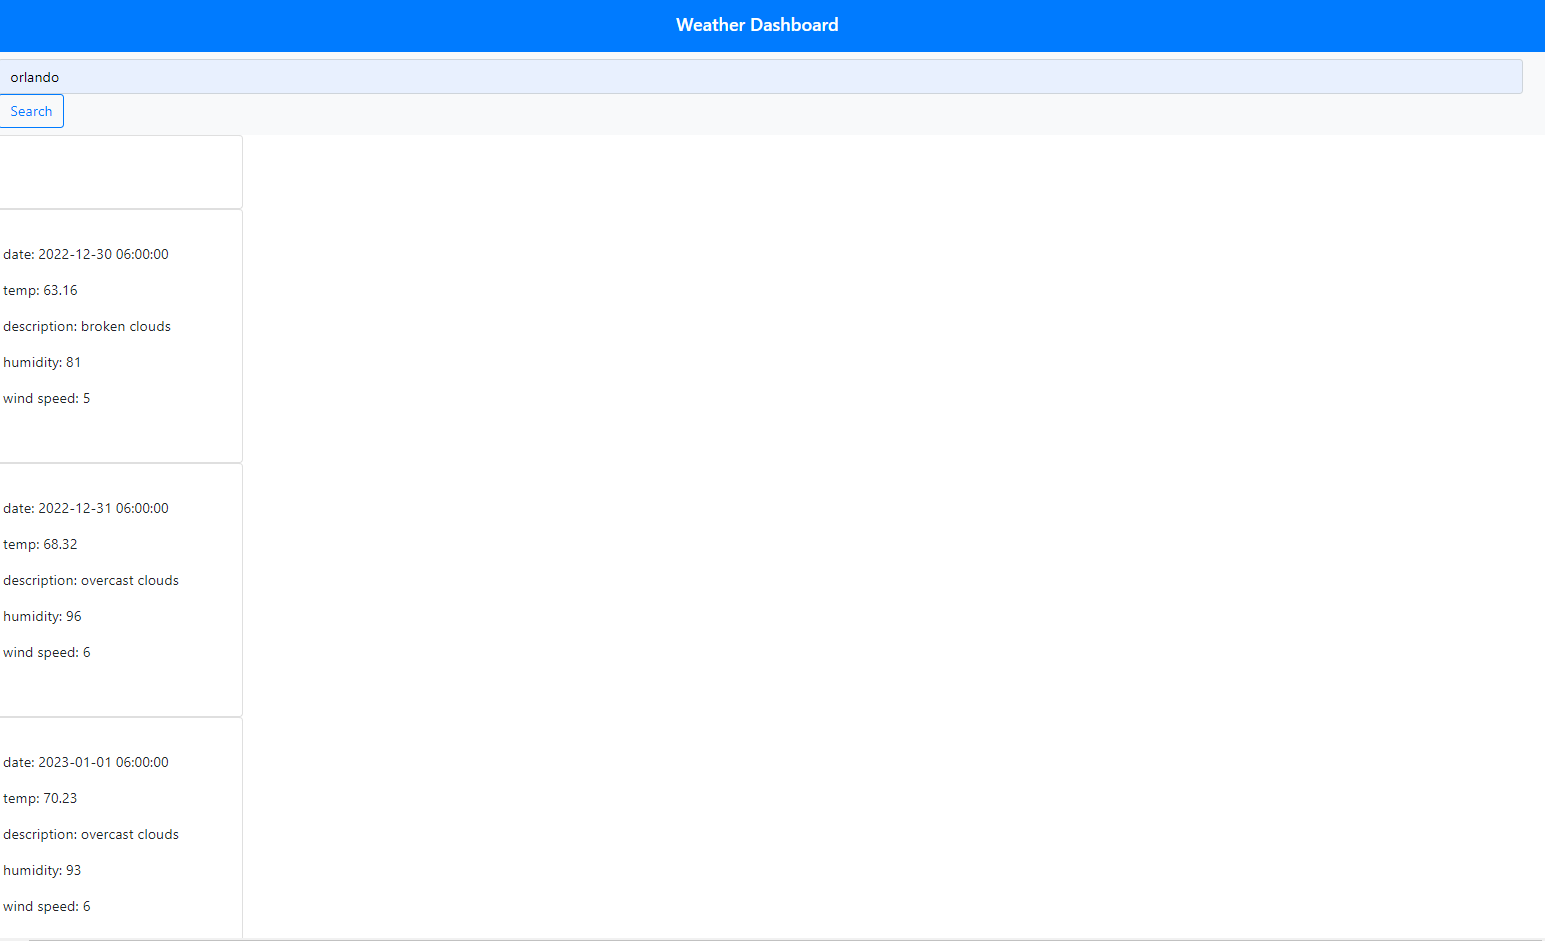 Weather Dashboard
orlando
Search
date: 2022-12-30 06:00:00
temp: 63.16
description: broken clouds
humidity: 81
wind speed: 5
date: 2022-12-31 06:00:00
temp: 68.32
description: overcast clouds
humidity: 96
wind speed: 6
date: 2023-01-01 06:00:00
temp: 70.23
description: overcast clouds
humidity: 93
wind speed: 6